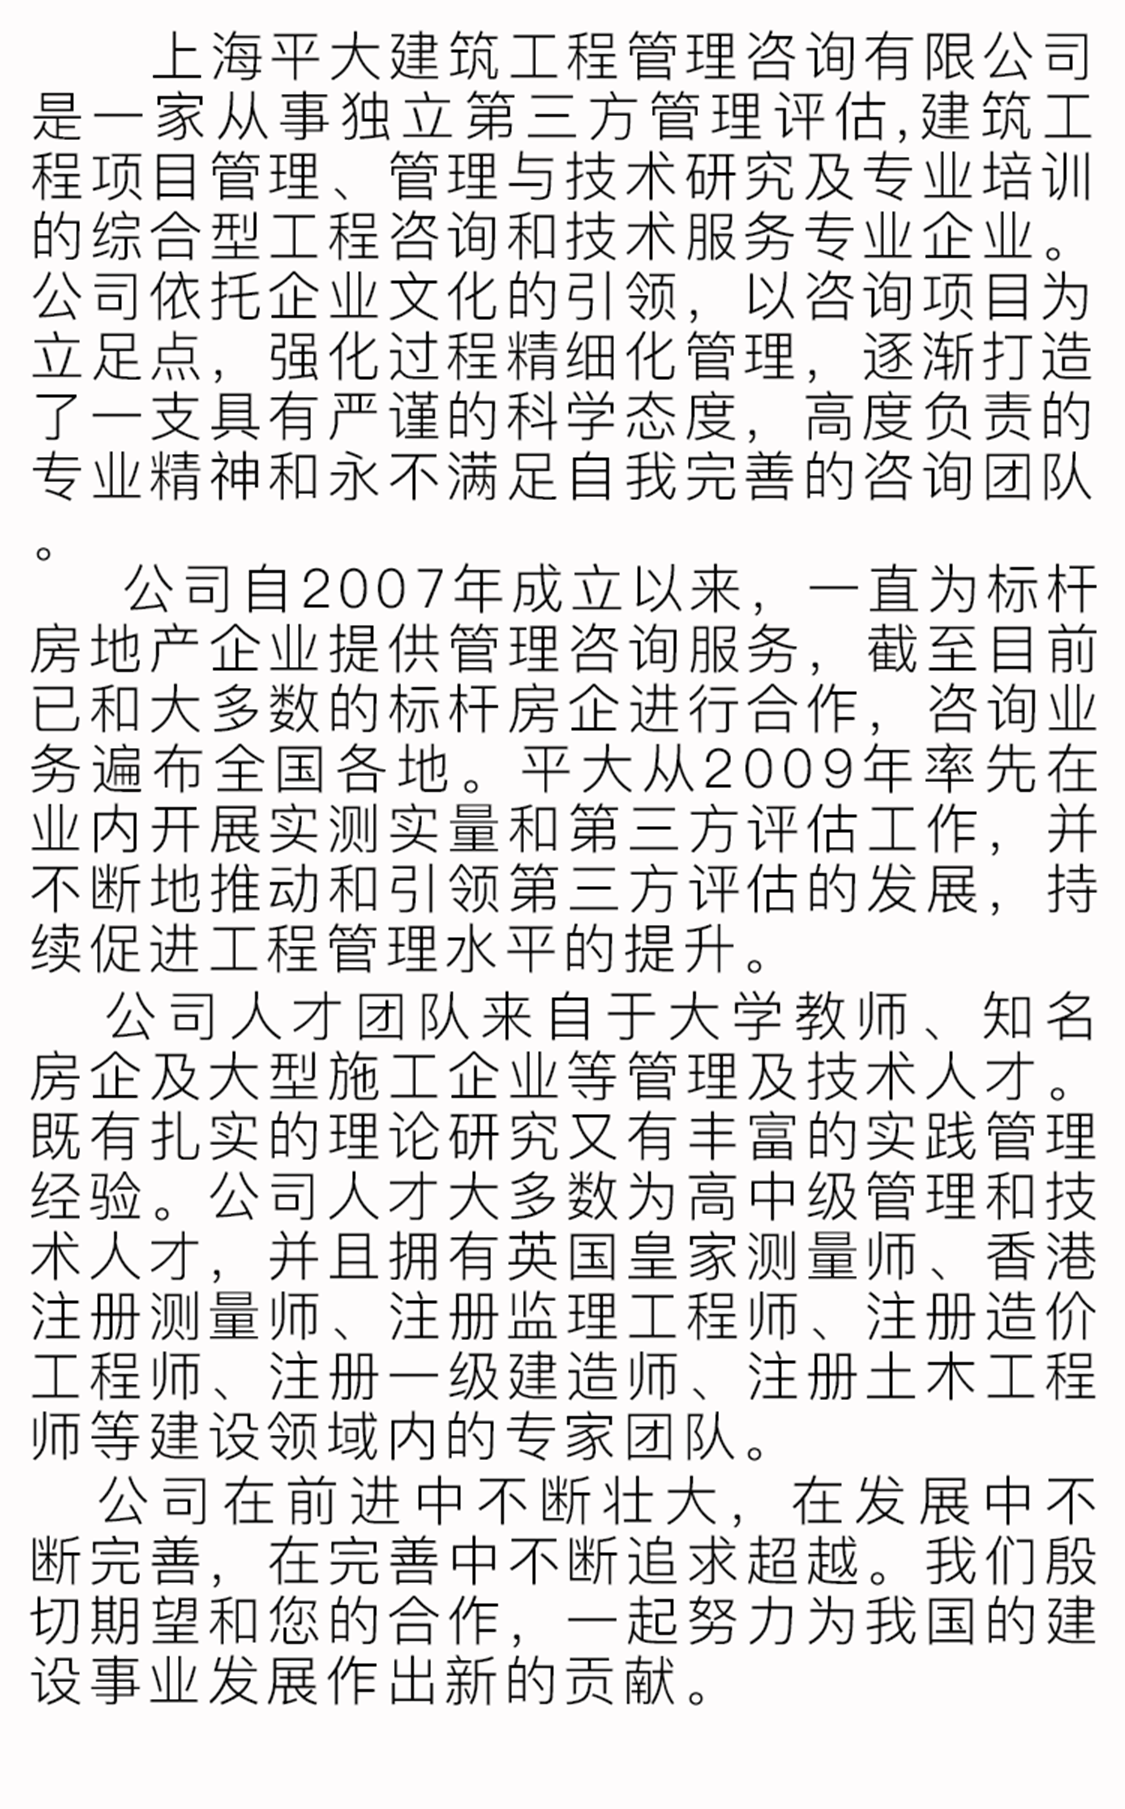 上海平大建筑工程管理咨询有限公司
是一家从事独立第三方管理评估,建筑工
程项目管理、管理与技术研究及专业培训
的综合型工程咨询和技术服务专业企业。
公司依托企业文化的引领，以咨询项目为
立足点，强化过程精细化管理，逐渐打造
了一支具有严谨的科学态度，高度负责的
专业精神和永不满足自我完善的咨询团队
。
公司自2007年成立以来，一直为标杆
房地产企业提供管理咨询服务，截至目前
已和大多数的标杆房企进行合作，咨询业
务遍布全国各地。平大从2009年率先在
业内开展实测实量和第三方评估工作，并
不断地推动和引领第三方评估的发展，持
续促进工程管理水平的提升。
公司人才团队来自于大学教师、知名
房企及大型施工企业等管理及技术人才。
既有扎实的理论研究又有丰富的实践管理
经验。公司人才大多数为高中级管理和技
术人才，并且拥有英国皇家测量师、香港
注册测量师、注册监理工程师、注册造价
工程师、注册一级建造师、注册土木工程
师等建设领域内的专家团队。
公司在前进中不断壮大，在发展中不
断完善，在完善中不断追求超越。我们殷
切期望和您的合作，一起努力为我国的建
设事业发展作出新的贡献。